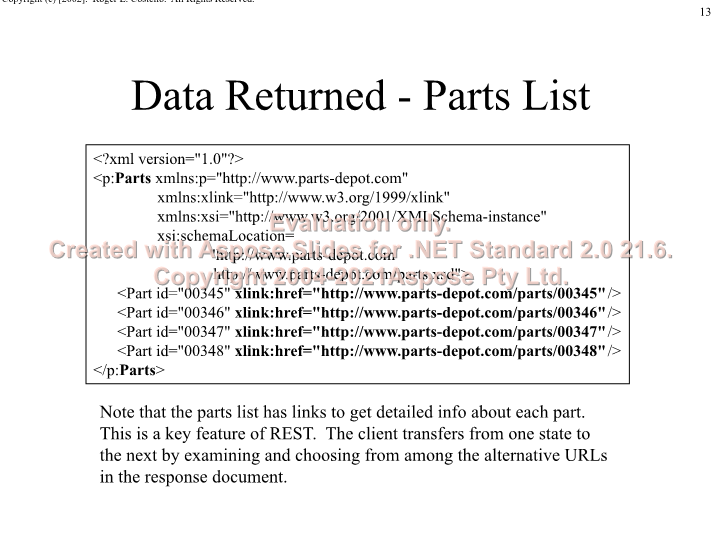 Copyright (c) [2002]. Roger L. Costello. All Rights Reserved.
13
Data Returned - Parts List
<?xml version="1.0"?>
<p:Parts xmlns:p="http://www.parts-depot.com"
xmlns:xlink="http://www.w3.org/1999/xlink"
xmlns:xsi="http://www.w3.org/2001/XMLSchema-instance"
xsi:schemaLocation=
"http://www.parts-depot.com
http://www.parts-depot.com/parts.xsd">
<Part id="00345" xlink:href="http://www.parts-depot.com/parts/00345"/>
<Part id="00346" xlink:href="http://www.parts-depot.com/parts/00346"/>
<Part id="00347" xlink:href="http://www.parts-depot.com/parts/00347"/>
<Part id="00348" xlink:href="http://www.parts-depot.com/parts/00348"/>
</p:Parts>
Evaluation only.
Created with Aspose.Slides for .NET Standard 2.0 21.6.
Copyright 2004-2021Aspose Pty Ltd.
Note that the parts list has links to get detailed info about each part.
This is a key feature of REST.  The client transfers from one state to
the next by examining and choosing from among the alternative URLs
in the response document.